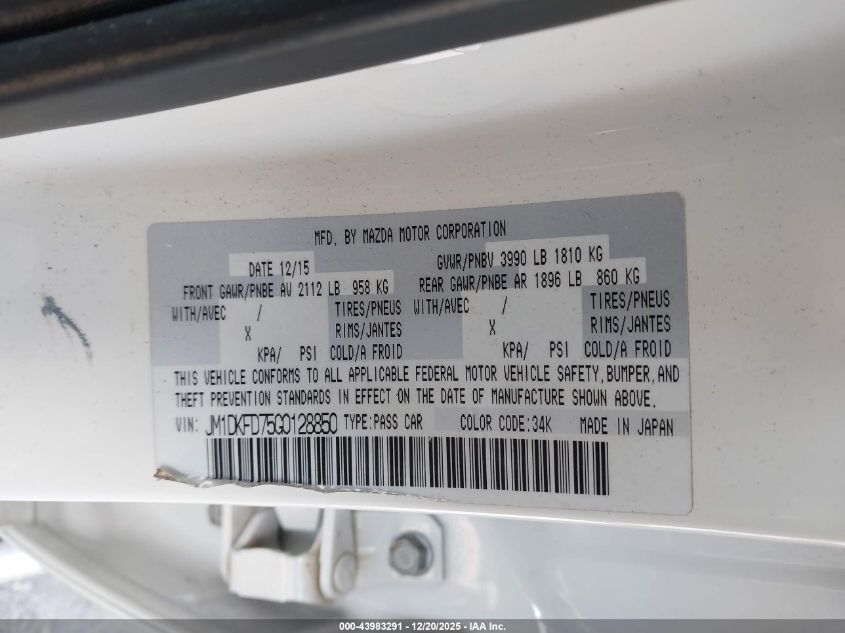 MFD. BY MAZDA MOTOR CORPORATION
DATE 12/15 GVWR/PNBV 3990 LB 1810 KG
FRONT GAWR/PNBE AV 2112 LB 958 KG REAR GAWR/PNBE AR 1896 LB 860 KG
WITH/AVEC / TIRES/PNEUS WITH/AVEC / TIRES/PNEUS
X RIMS/JANTES X RIMS/JANTES
KPA/ PSI COLD/A FROID KPA/ PSI COLD/A FROID
THIS VEHICLE CONFORMS TO ALL APPLICABLE FEDERAL MOTOR VEHICLE SAFETY, BUMPER, AND
THEFT PREVENTION STANDARDS IN EFFECT ON THE DATE OF MANUFACTURE SHOWN ABOVE.
VIN: JM1DKFD75G0128850 TYPE:PASS CAR COLOR CODE:34K MADE IN JAPAN
000-43983291 - 12/20/2025 - IAA Inc.